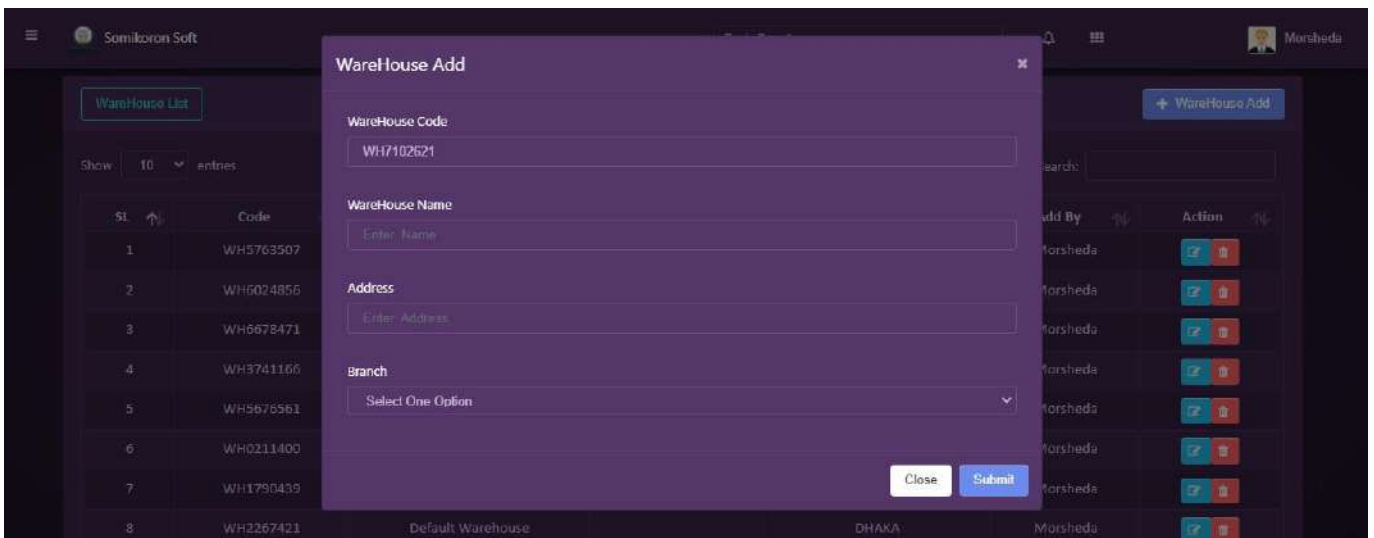 Somikoron Soft
Morsheda
WareHouse Add
WareHouse List
+ WareHouse Add
WareHouse Code
WH7102621
Show 10 entries
earch:
WareHouse Name
SL Code dd By Action
Enter Name
1 WH5763507 Morsheda
2 WH6024856 Morsheda
Address
Enter Address
3 WH6678471 Morsheda
4 WH3741166 Morsheda
Branch
Select One Option
5 WH5676561 Morsheda
6 WH0211400 Morsheda
Close Submit
7 WH1790439 Morsheda
8 WH2267421 Default Warehouse DHAKA Morsheda